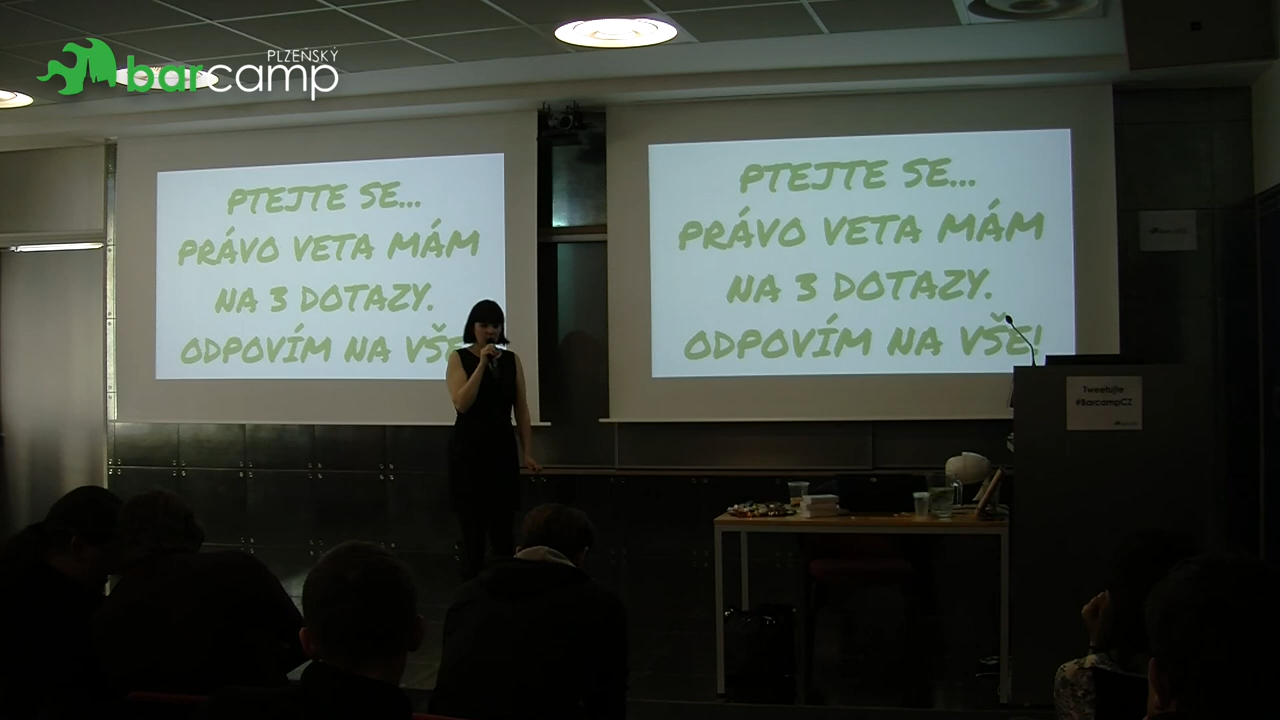 PLZEŇSKÝ
barcamp
PTEJTE SE...
PRÁVO VETA MÁM
NA 3 DOTAZY.
ODPOVÍM NA VŠE
PTEJTE SE...
PRÁVO VETA MÁM
NA 3 DOTAZY.
ODPOVÍM NA VŠE!
Tweetujte
#BarcampCZ